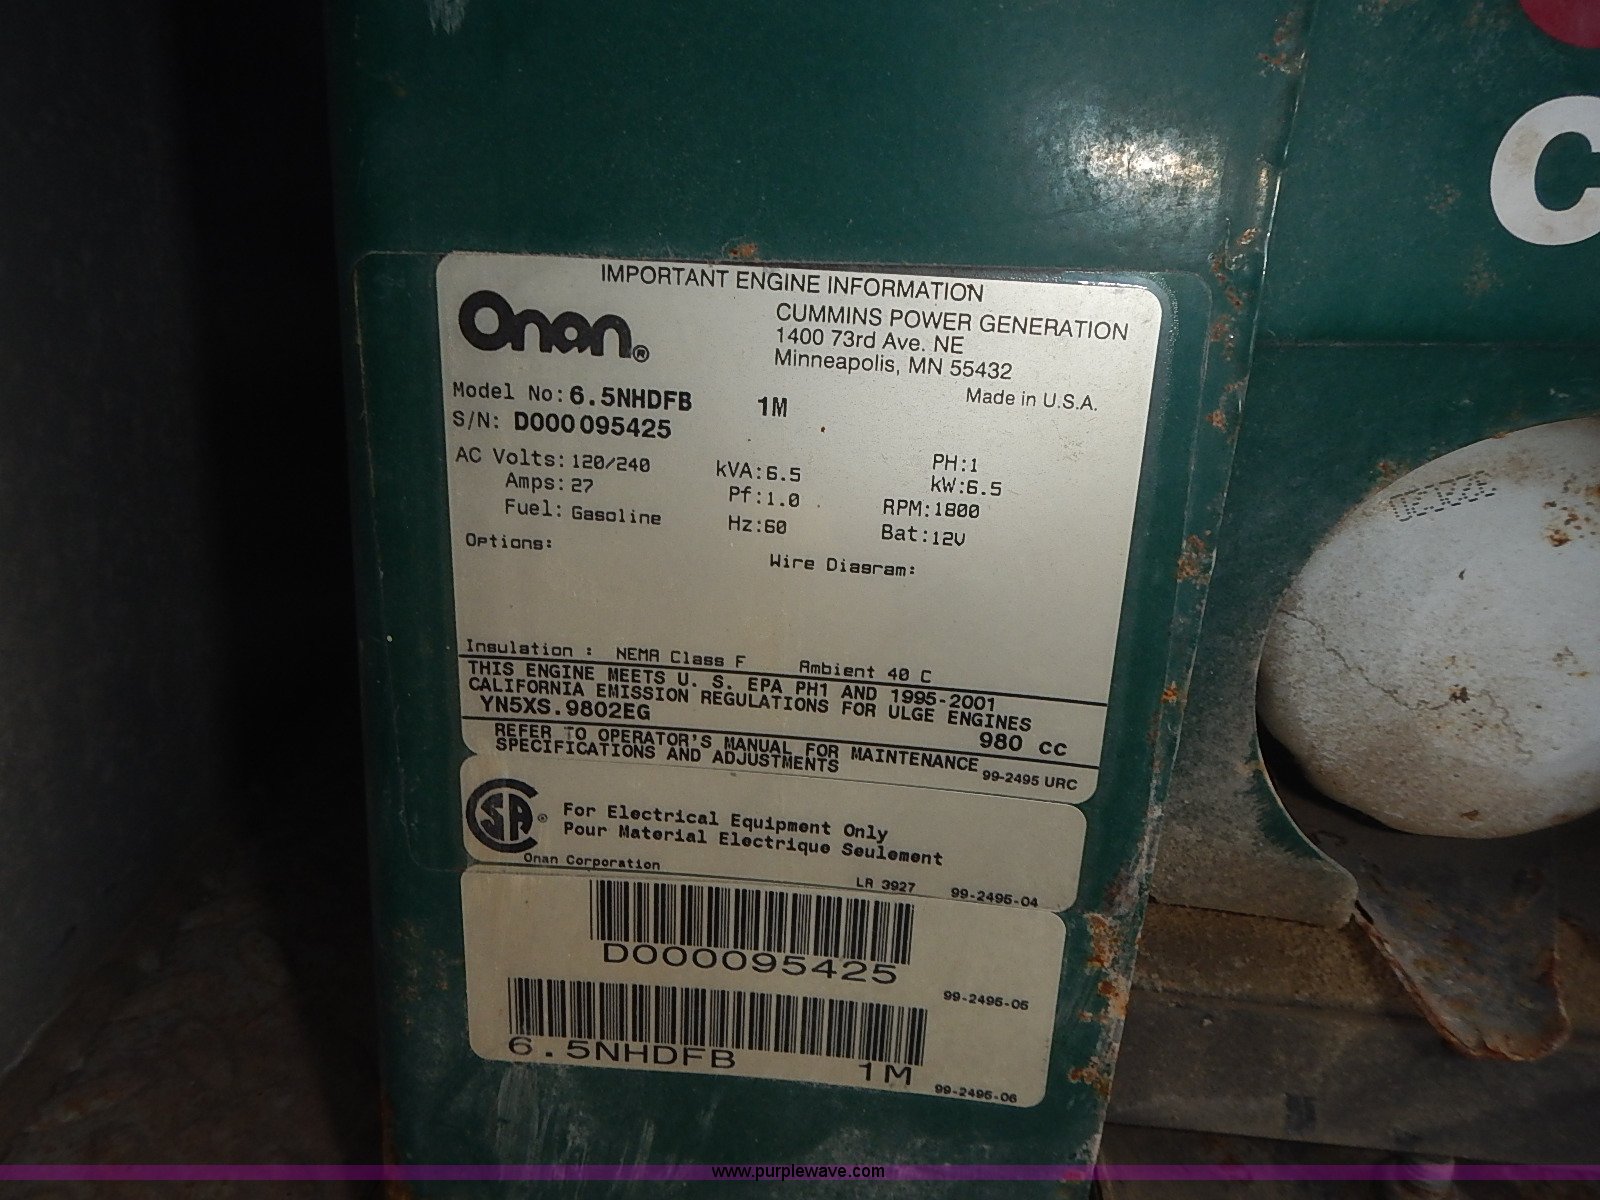 IMPORTANT ENGINE INFORMATION
Onan®
CUMMINS POWER GENERATION
1400 73rd Ave. NE
Minneapolis, MN 55432
Made in U.S.A.
Model No: 6.5NHDFB 1M
S/N: D000095425
AC Volts: 120/240 kVA: 6.5 PH: 1
Amps: 27 Pf: 1.0 kW: 6.5
Fuel: Gasoline Hz: 60 RPM: 1800
Bat: 12V
Options: Wire Diagram:
Insulation : NEMA Class F Ambient 40 C
THIS ENGINE MEETS U. S. EPA PH1 AND 1995-2001
CALIFORNIA EMISSION REGULATIONS FOR ULGE ENGINES
YN5XS.9802EG 980 cc
REFER TO OPERATOR'S MANUAL FOR MAINTENANCE
SPECIFICATIONS AND ADJUSTMENTS
99-2495 URC
CSA®
For Electrical Equipment Only
Pour Material Electrique Seulement
Onan Corporation
LR 3927 99-2495-04
D000095425
99-2495-05
6.5NHDFB 1M
99-2495-06
C
www.purplewave.com